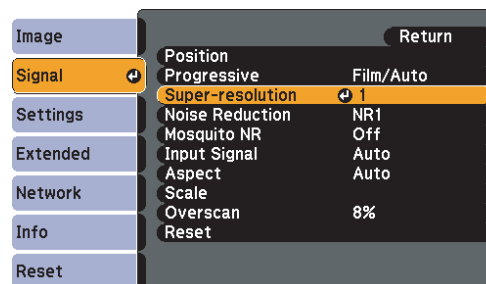 Image
Signal
Settings
Extended
Network
Info
Reset
Return
Position
Progressive Film/Auto
Super-resolution 1
Noise Reduction NR1
Mosquito NR Off
Input Signal Auto
Aspect Auto
Scale
Overscan 8%
Reset